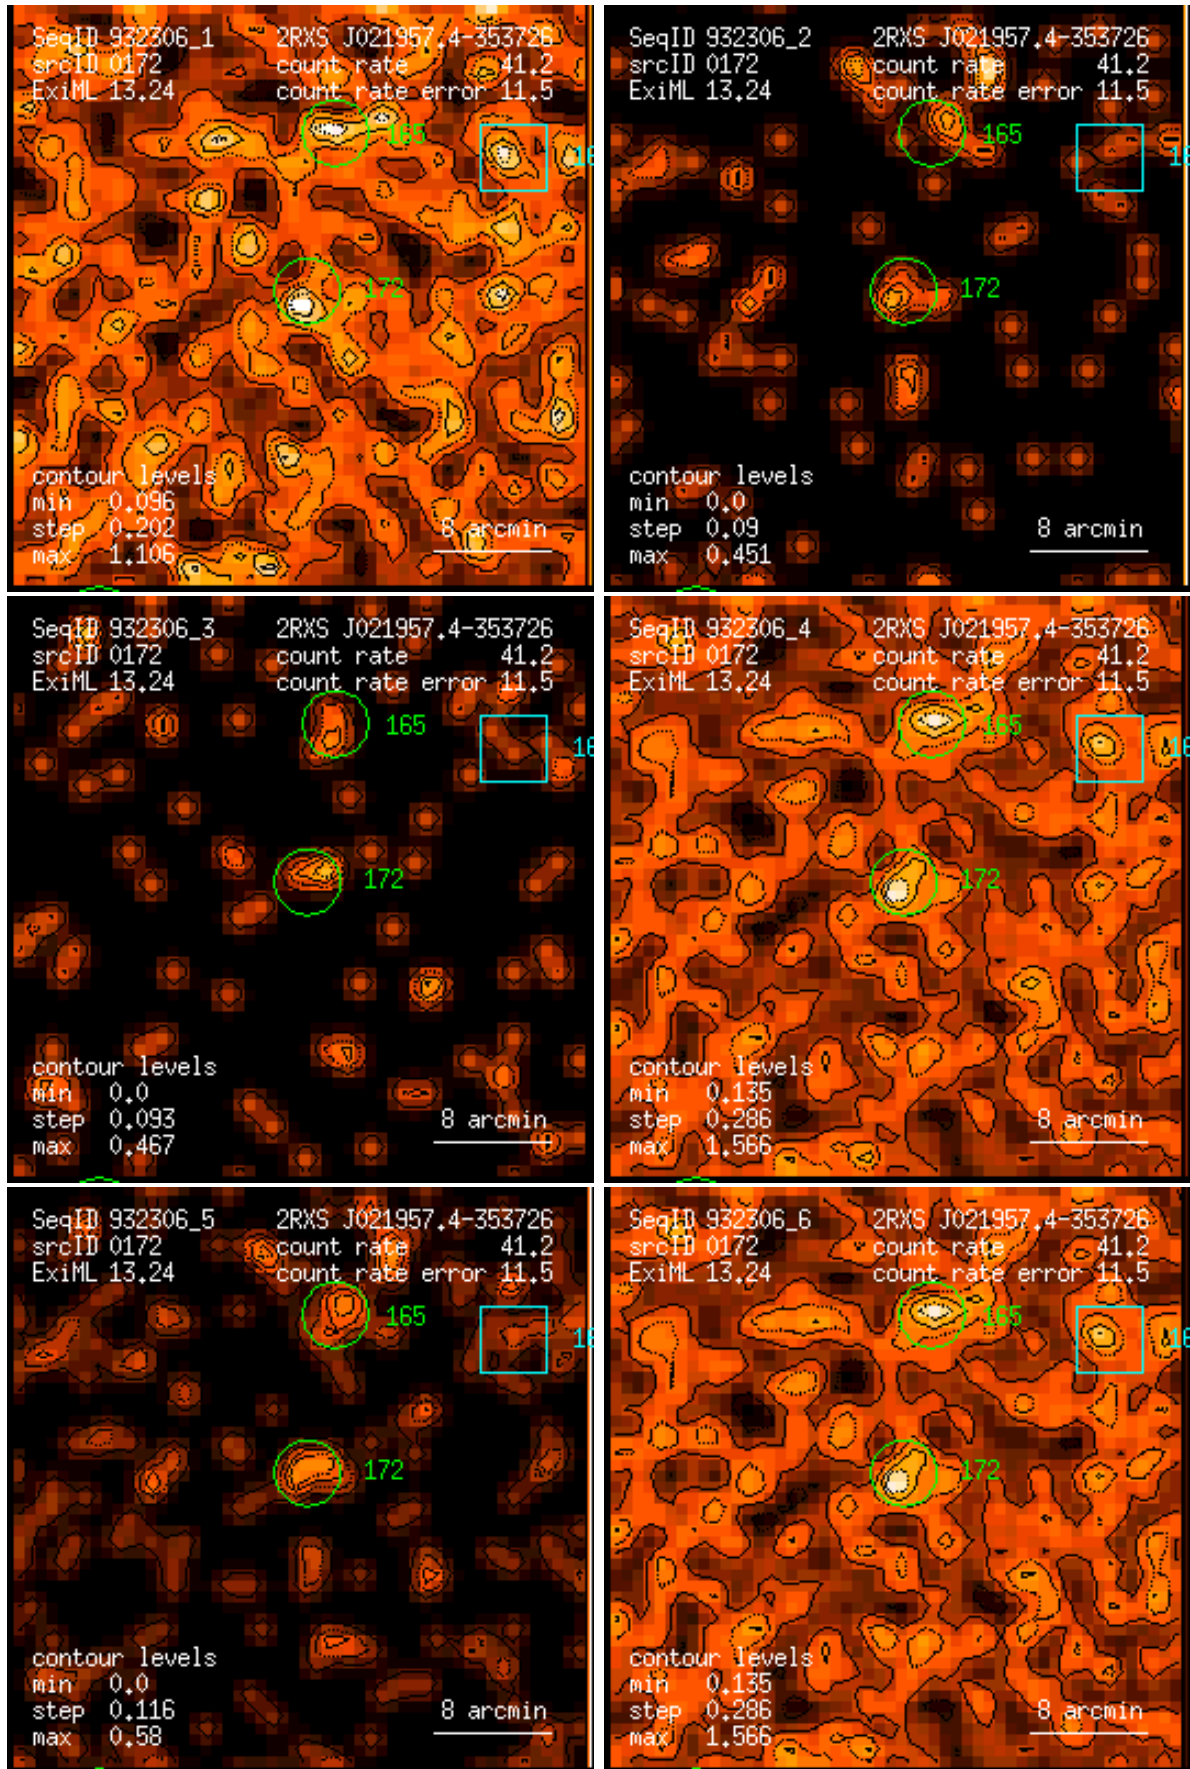 SeqID 932306_1 2RXS J021957.4-353726
srcID 0172 count rate 41.2
ExiML 13.24 count rate error 11.5
165
16
172
contour levels
min 0.096
step 0.202
max 1.106
8 arcmin
SeqID 932306_2 2RXS J021957.4-353726
srcID 0172 count rate 41.2
ExiML 13.24 count rate error 11.5
165
16
172
contour levels
min 0.0
step 0.09
max 0.451
8 arcmin
SeqID 932306_3 2RXS J021957.4-353726
srcID 0172 count rate 41.2
ExiML 13.24 count rate error 11.5
165
16
172
contour levels
min 0.0
step 0.093
max 0.467
8 arcmin
SeqID 932306_4 2RXS J021957.4-353726
srcID 0172 count rate 41.2
ExiML 13.24 count rate error 11.5
165
16
172
contour levels
min 0.135
step 0.286
max 1.566
8 arcmin
SeqID 932306_5 2RXS J021957.4-353726
srcID 0172 count rate 41.2
ExiML 13.24 count rate error 11.5
165
16
172
contour levels
min 0.0
step 0.116
max 0.58
8 arcmin
SeqID 932306_6 2RXS J021957.4-353726
srcID 0172 count rate 41.2
ExiML 13.24 count rate error 11.5
165
16
172
contour levels
min 0.135
step 0.286
max 1.566
8 arcmin